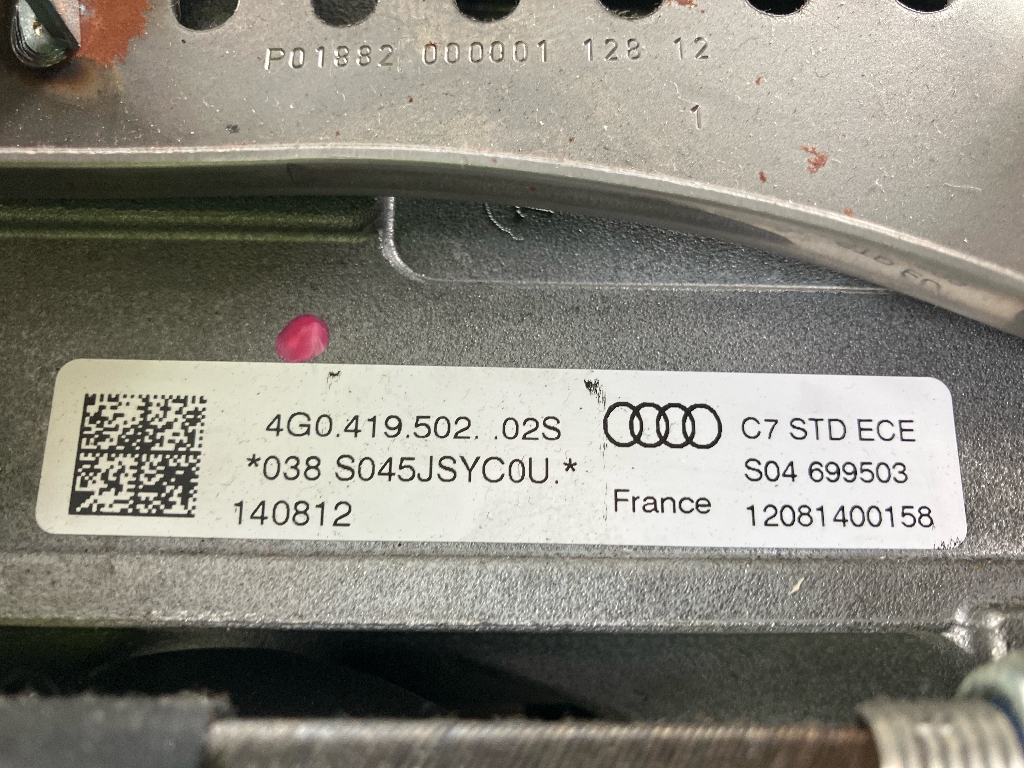 P01882 000001 128 12
1
4G0.419.502. .02S
*038 S045JSYC0U.*
140812
C7 STD ECE
S04 699503
France
12081400158